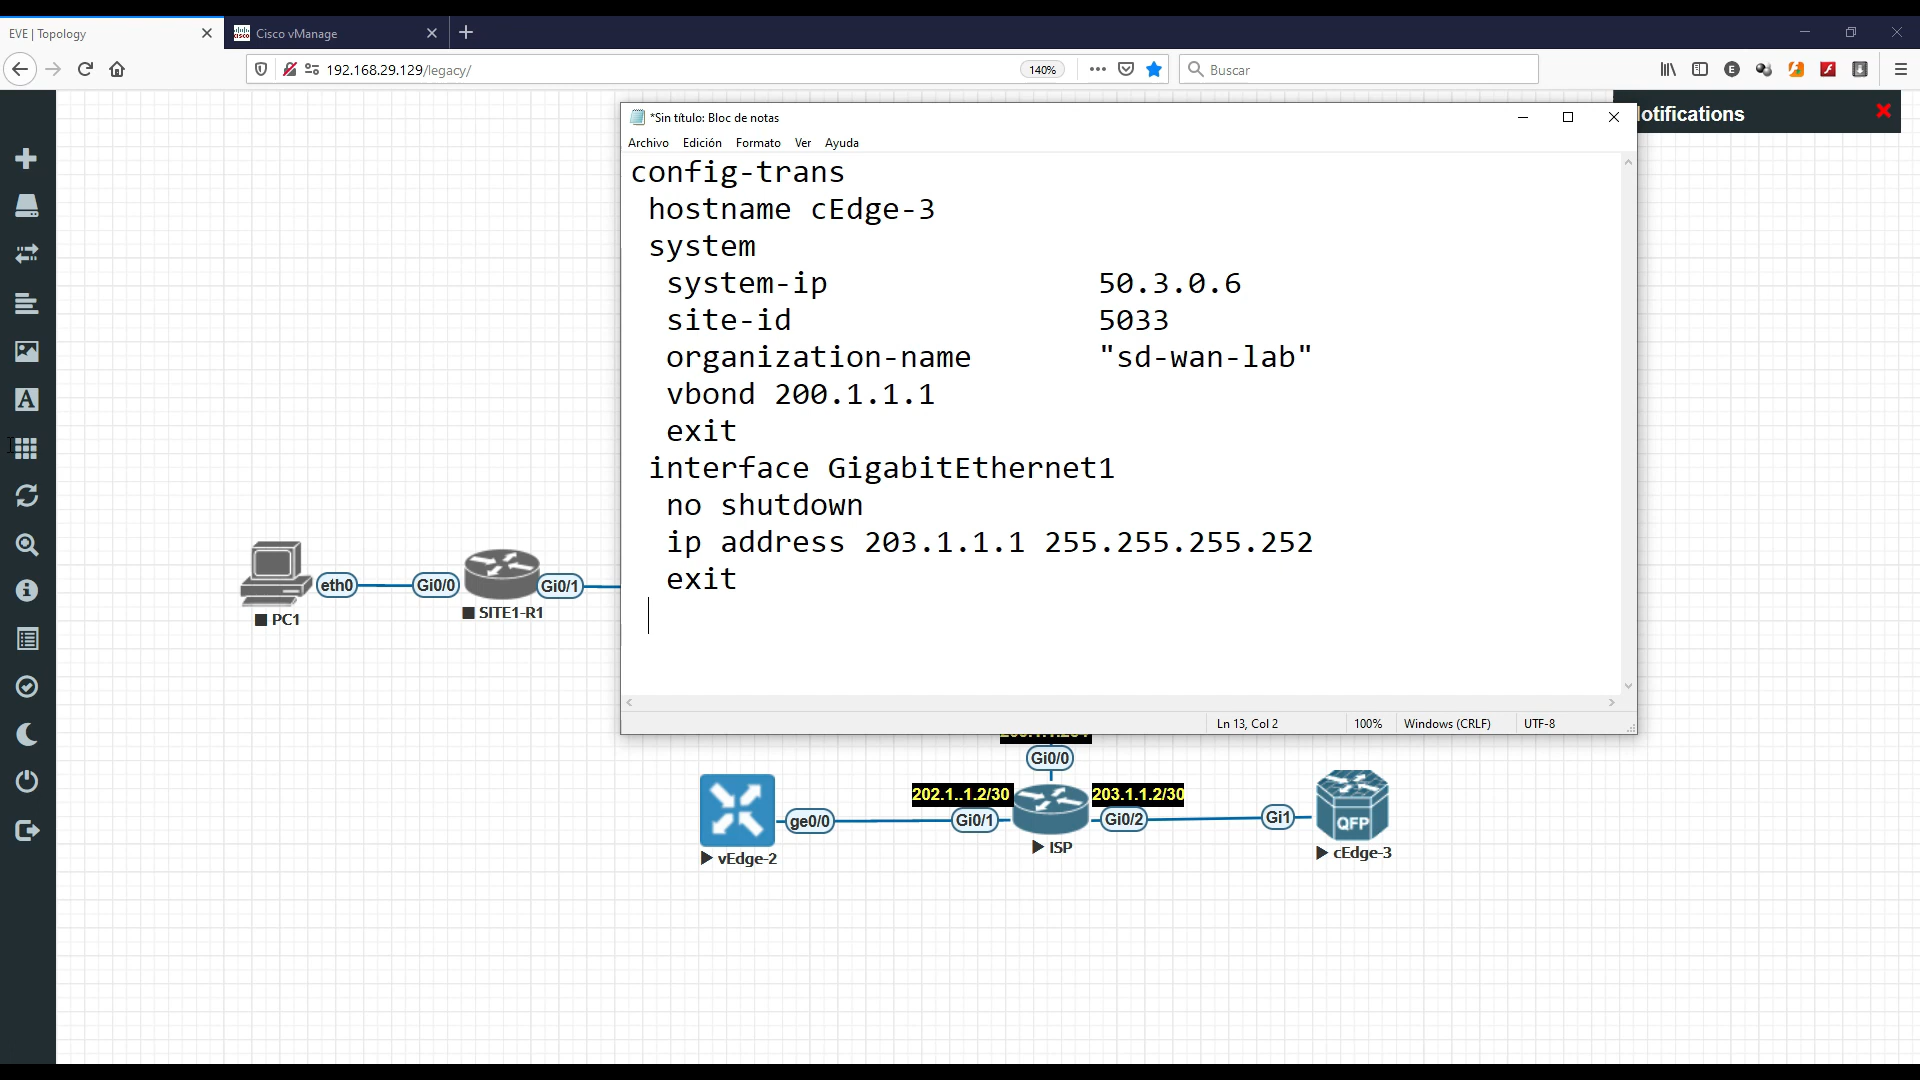 EVE | Topology
Cisco vManage
192.168.29.129/legacy/
140%
Buscar
*Sin título: Bloc de notas
otifications
Archivo Edición Formato Ver Ayuda
config-trans
hostname cEdge-3
system
system-ip 50.3.0.6
site-id 5033
organization-name "sd-wan-lab"
vbond 200.1.1.1
exit
interface GigabitEthernet1
no shutdown
ip address 203.1.1.1 255.255.255.252
exit
Ln 13, Col 2 100% Windows (CRLF) UTF-8
eth0 Gi0/0 Gi0/1
PC1 SITE1-R1
Gi0/0
202.1..1.2/30 203.1.1.2/30
ge0/0 Gi0/1 Gi0/2 Gi1 QFP
vEdge-2 ISP cEdge-3